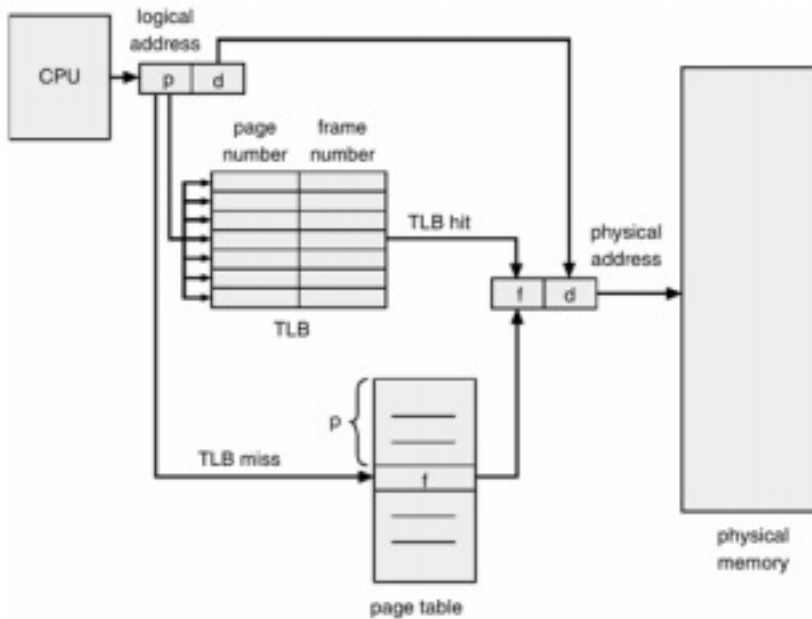 logical
address
CPU
p d
page
number
frame
number
TLB hit
physical
address
f d
TLB
p
TLB miss
f
page table
physical
memory